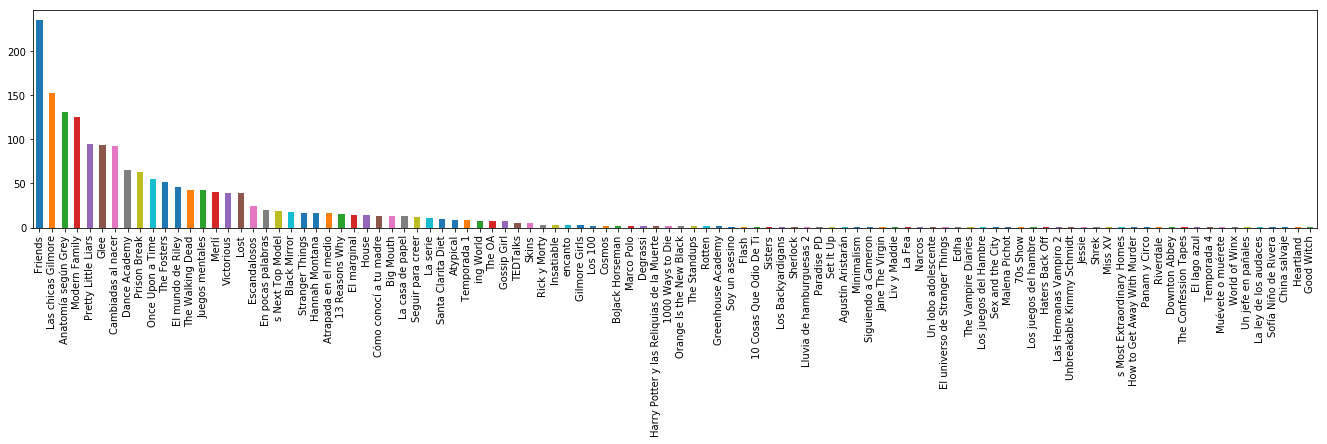 200
150
100
50
0
Friends
Las chicas Gilmore
Anatomía según Grey
Modern Family
Pretty Little Liars
Glee
Cambiadas al nacer
Dance Academy
Prison Break
Once Upon a Time
The Fosters
El mundo de Riley
The Walking Dead
Juegos mentales
Merlí
Victorious
Lost
Escandalosos
En pocas palabras
s Next Top Model
Black Mirror
Stranger Things
Hannah Montana
Atrapada en el medio
13 Reasons Why
El marginal
House
Cómo conocí a tu madre
Big Mouth
La casa de papel
Seguir para creer
La serie
Santa Clarita Diet
Atypical
Temporada 1
ing World
The OA
Gossip Girl
TEDTalks
Skins
Rick y Morty
Insatiable
encanto
Gilmore Girls
Los 100
Cosmos
BoJack Horseman
Marco Polo
Degrassi
Harry Potter y las Reliquias de la Muerte
1000 Ways to Die
Orange Is the New Black
The Standups
Rotten
Greenhouse Academy
Soy un asesino
Flash
10 Cosas Que Odio De Ti
Sisters
Los Backyardigans
Sherlock
Lluvia de hamburguesas 2
Paradise PD
Set It Up
Agustín Aristarán
Minimalism
Siguiendo a Cameron
Jane The Virgin
Liv y Maddie
La Fea
Narcos
Un lobo adolescente
El universo de Stranger Things
Edha
The Vampire Diaries
Los juegos del hambre
Sex and the City
Malena Pichot
70s Show
Los juegos del hambre
Haters Back Off
Las Hermanas Vampiro 2
Unbreakable Kimmy Schmidt
Jessie
Shrek
Miss XV
s Most Extraordinary Homes
How to Get Away With Murder
Panam y Circo
Riverdale
Downton Abbey
The Confession Tapes
El lago azul
Temporada 4
Muévete o muérete
World of Winx
Un jefe en pañales
La ley de los audaces
Sofía Niño de Rivera
China salvaje
Heartland
Good Witch